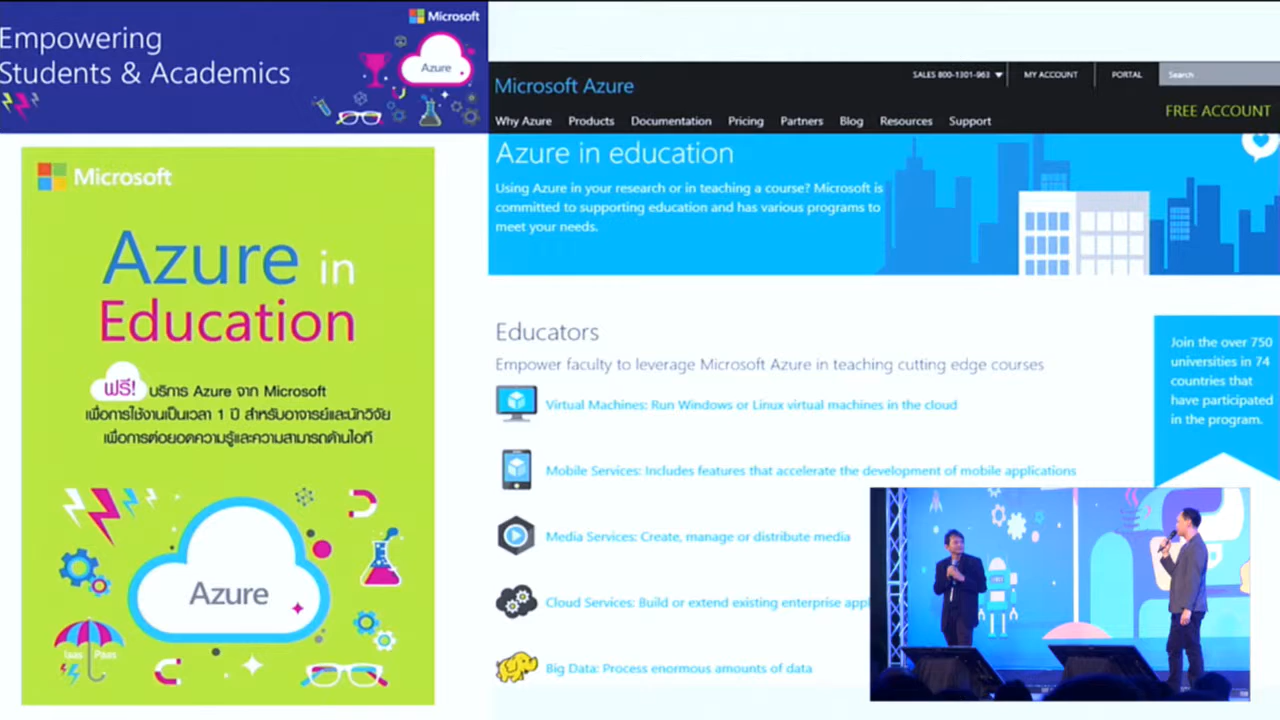 Microsoft
Empowering
Students & Academics
Azure
Microsoft
Azure in
Education
ฟรี! บริการ Azure จาก Microsoft
เพื่อการใช้งานเป็นเวลา 1 ปี สำหรับอาจารย์และนักวิจัย
เพื่อการต่อยอดความรู้และความสามารถด้านไอที
Azure
Iaas Paas
SALES 800-1301-963 MY ACCOUNT PORTAL Search
Microsoft Azure
FREE ACCOUNT
Why Azure Products Documentation Pricing Partners Blog Resources Support
Azure in education
Using Azure in your research or in teaching a course? Microsoft is
committed to supporting education and has various programs to
meet your needs.
Educators
Empower faculty to leverage Microsoft Azure in teaching cutting edge courses
Virtual Machines: Run Windows or Linux virtual machines in the cloud
Mobile Services: Includes features that accelerate the development of mobile applications
Media Services: Create, manage or distribute media
Cloud Services: Build or extend existing enterprise appl
Big Data: Process enormous amounts of data
Join the over 750
universities in 74
countries that
have participated
in the program.